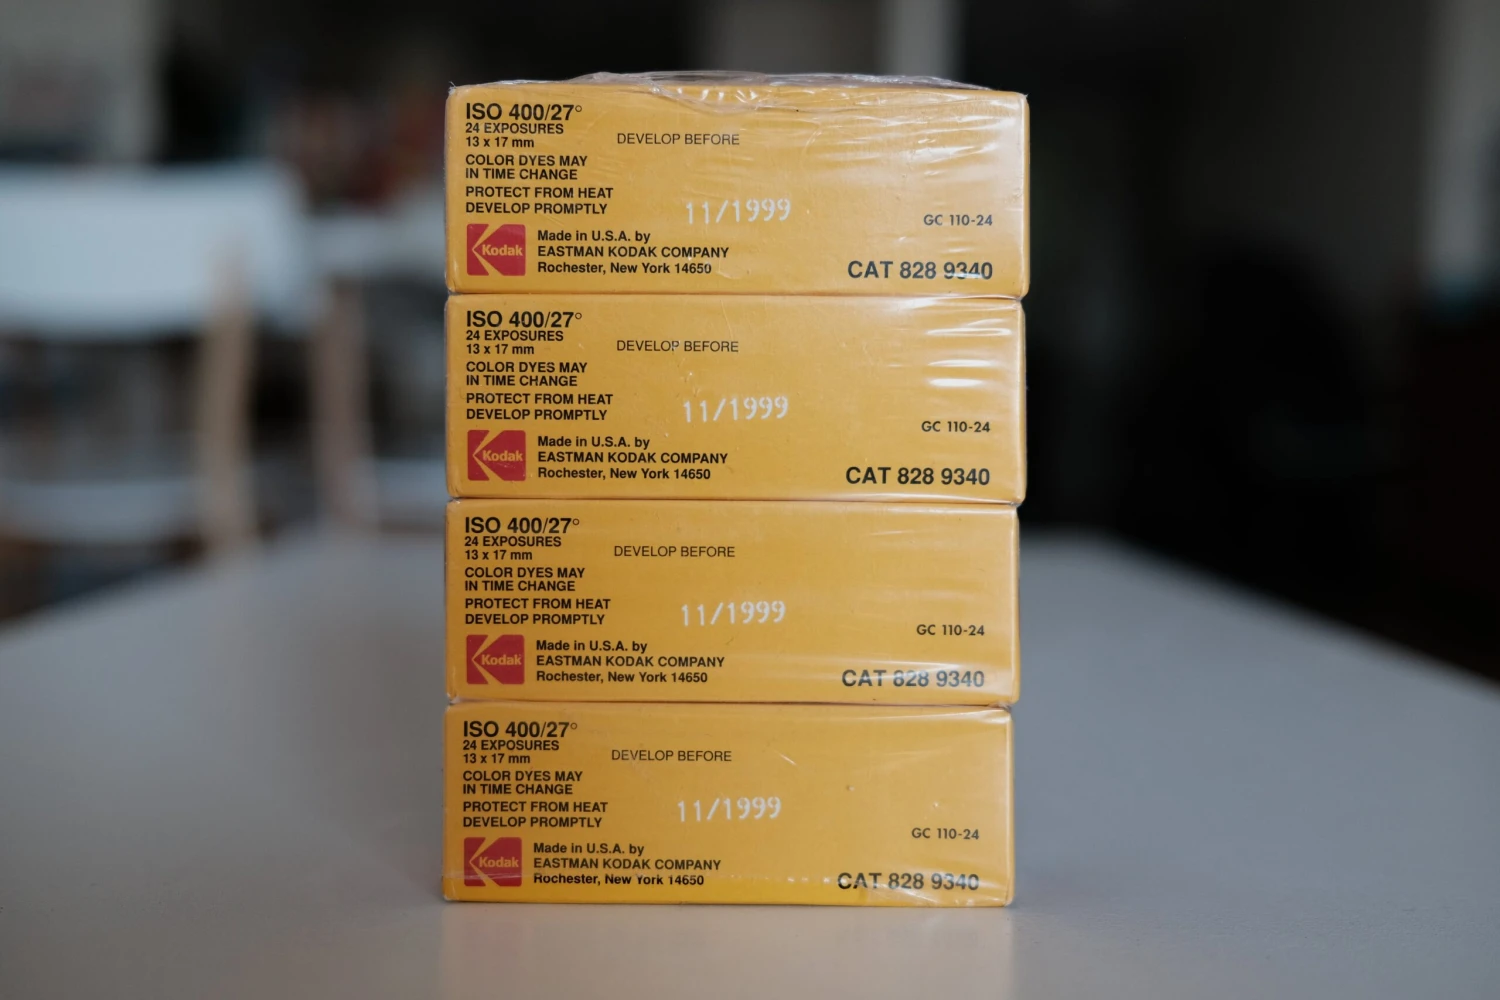 ISO 400/27°
24 EXPOSURES
13 x 17 mm
DEVELOP BEFORE
COLOR DYES MAY
IN TIME CHANGE
PROTECT FROM HEAT
DEVELOP PROMPTLY
11/1999
GC 110-24
Kodak
Made in U.S.A. by
EASTMAN KODAK COMPANY
Rochester, New York 14650
CAT 828 9340
ISO 400/27°
24 EXPOSURES
13 x 17 mm
DEVELOP BEFORE
COLOR DYES MAY
IN TIME CHANGE
PROTECT FROM HEAT
DEVELOP PROMPTLY
11/1999
GC 110-24
Kodak
Made in U.S.A. by
EASTMAN KODAK COMPANY
Rochester, New York 14650
CAT 828 9340
ISO 400/27°
24 EXPOSURES
13 x 17 mm
DEVELOP BEFORE
COLOR DYES MAY
IN TIME CHANGE
PROTECT FROM HEAT
DEVELOP PROMPTLY
11/1999
GC 110-24
Kodak
Made in U.S.A. by
EASTMAN KODAK COMPANY
Rochester, New York 14650
CAT 828 9340
ISO 400/27°
24 EXPOSURES
13 x 17 mm
DEVELOP BEFORE
COLOR DYES MAY
IN TIME CHANGE
PROTECT FROM HEAT
DEVELOP PROMPTLY
11/1999
GC 110-24
Kodak
Made in U.S.A. by
EASTMAN KODAK COMPANY
Rochester, New York 14650
CAT 828 9340